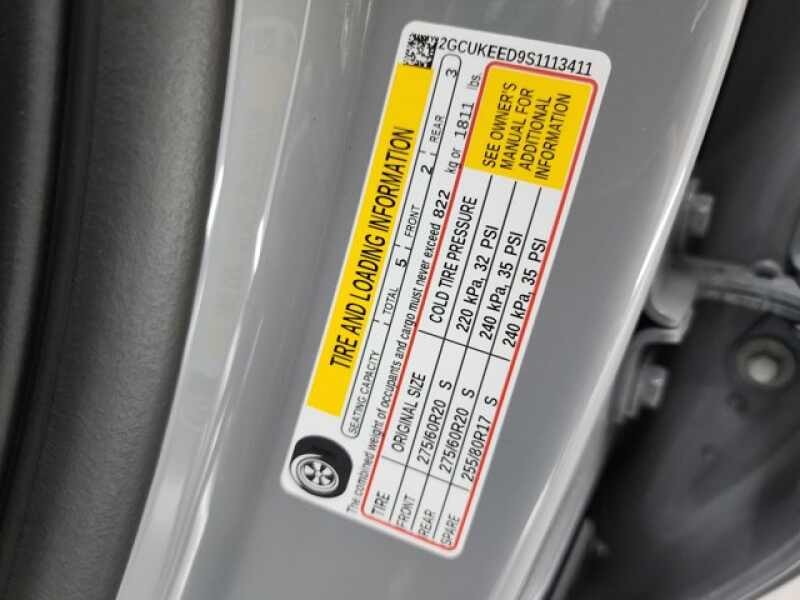 2GCUKEED9S1113411
TIRE AND LOADING INFORMATION
SEATING CAPACITY TOTAL 5 FRONT 2 REAR 3
The combined weight of occupants and cargo must never exceed 822 kg or 1811 lbs.
TIRE ORIGINAL SIZE COLD TIRE PRESSURE
FRONT 275/60R20 S 220 kPa, 32 PSI
REAR 275/60R20 S 240 kPa, 35 PSI
SPARE 255/80R17 S 240 kPa, 35 PSI
SEE OWNER'S
MANUAL FOR
ADDITIONAL
INFORMATION